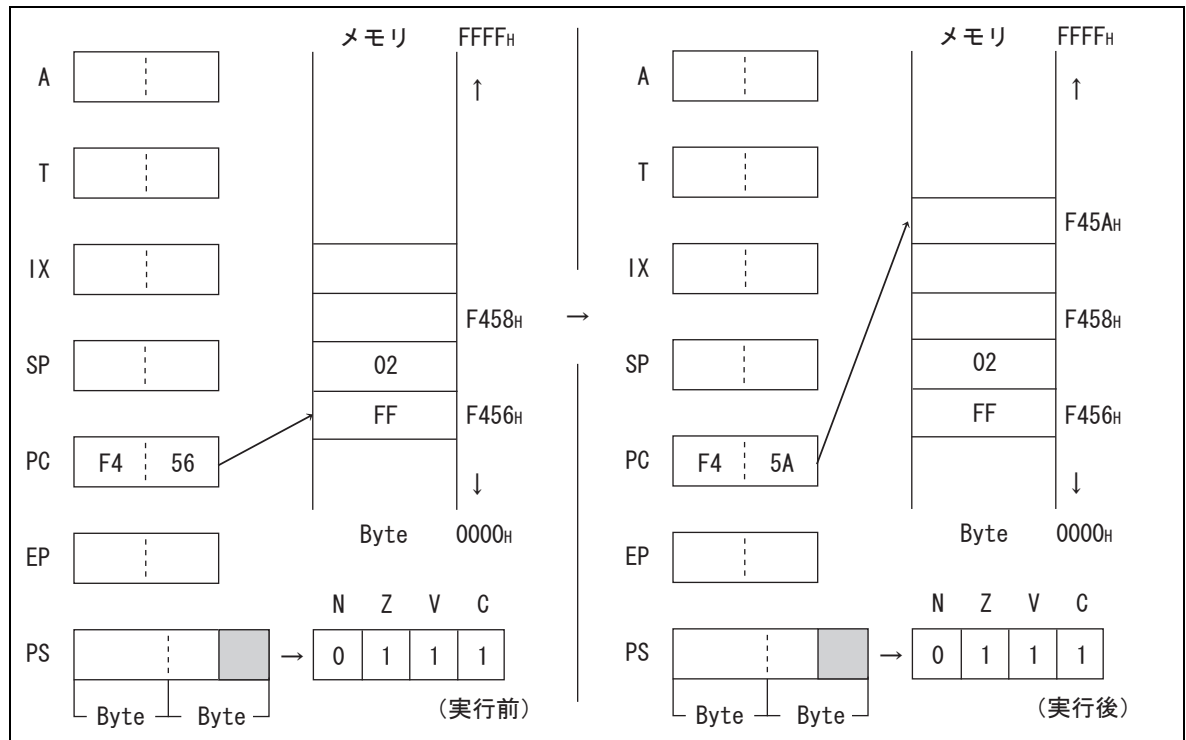 メモリ FFFFH
A ↑
T
IX
F458H
SP 02
FF F456H
PC F4 56
↓
Byte 0000H
EP
N Z V C
PS → 0 1 1 1
Byte Byte (実行前)
→
メモリ FFFFH
A ↑
T
F45AH
IX
F458H
SP 02
FF F456H
PC F4 5A
↓
Byte 0000H
EP
N Z V C
PS → 0 1 1 1
Byte Byte (実行後)